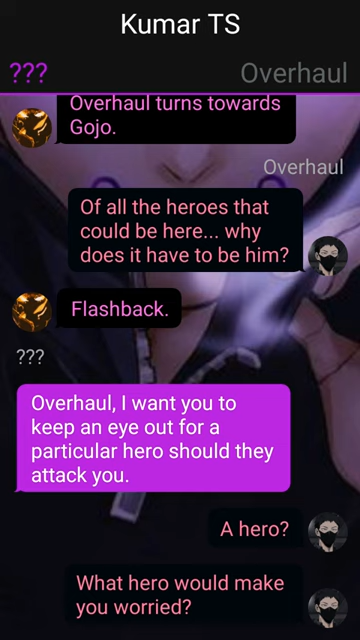 Kumar TS
???
Overhaul
Overhaul turns towards
Gojo.
Overhaul
Of all the heroes that
could be here... why
does it have to be him?
Flashback.
???
Overhaul, I want you to
keep an eye out for a
particular hero should they
attack you.
A hero?
What hero would make
you worried?